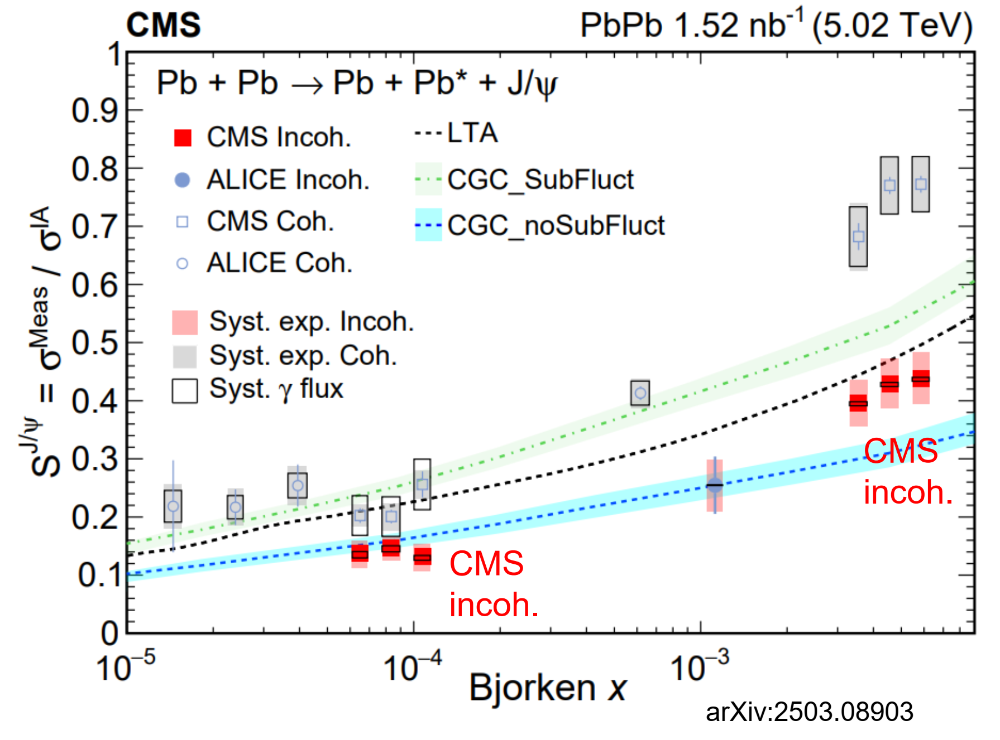 CMS
PbPb 1.52 nb⁻¹ (5.02 TeV)
Pb + Pb → Pb + Pb* + J/ψ
CMS Incoh.
ALICE Incoh.
CMS Coh.
ALICE Coh.
LTA
CGC_SubFluct
CGC_noSubFluct
Syst. exp. Incoh.
Syst. exp. Coh.
Syst. γ flux
S^J/ψ = σ^Meas / σ^IA
1
0.9
0.8
0.7
0.6
0.5
0.4
0.3
0.2
0.1
0
CMS
incoh.
CMS
incoh.
10⁻⁵
10⁻⁴
10⁻³
Bjorken x
arXiv:2503.08903